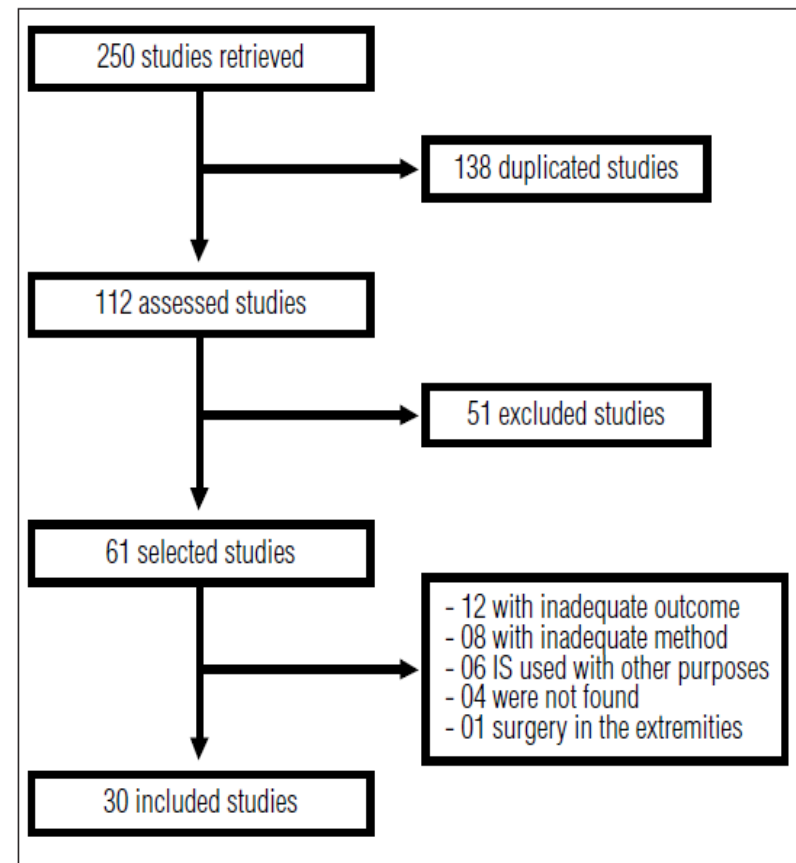 250 studies retrieved
138 duplicated studies
112 assessed studies
51 excluded studies
61 selected studies
- 12 with inadequate outcome
- 08 with inadequate method
- 06 IS used with other purposes
- 04 were not found
- 01 surgery in the extremities
30 included studies